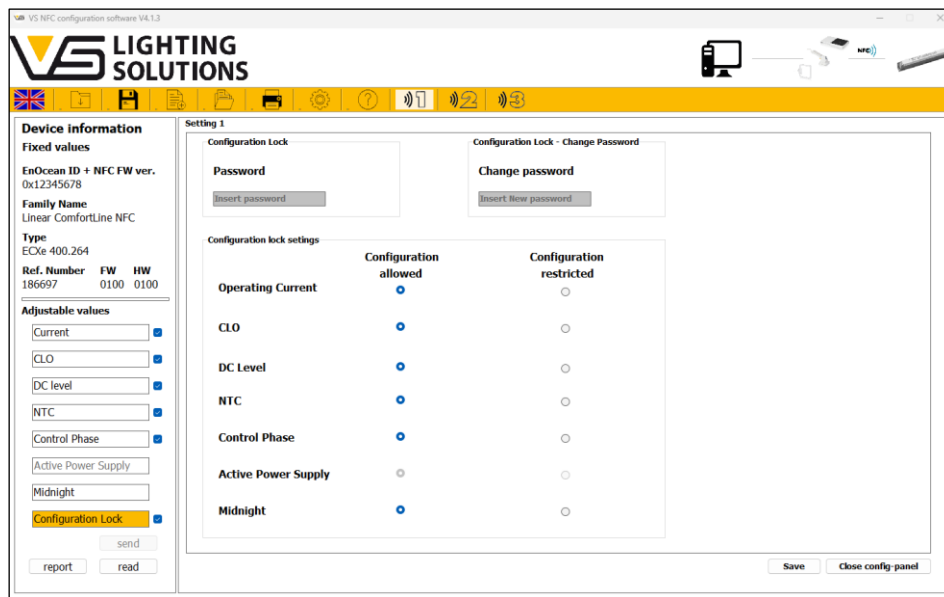 VS NFC configuration software V4.1.3
VS LIGHTING
SOLUTIONS
NFC
1 2 3
Device information
Fixed values
EnOcean ID + NFC FW ver.
0x12345678
Family Name
Linear ComfortLine NFC
Type
ECXe 400.264
Ref. Number FW HW
186697 0100 0100
Adjustable values
Current
CLO
DC level
NTC
Control Phase
Active Power Supply
Midnight
Configuration Lock
send
report read
Setting 1
Configuration Lock
Password
Insert password
Configuration Lock - Change Password
Change password
Insert New password
Configuration lock setings
Configuration
allowed
Configuration
restricted
Operating Current
CLO
DC Level
NTC
Control Phase
Active Power Supply
Midnight
Save Close config-panel